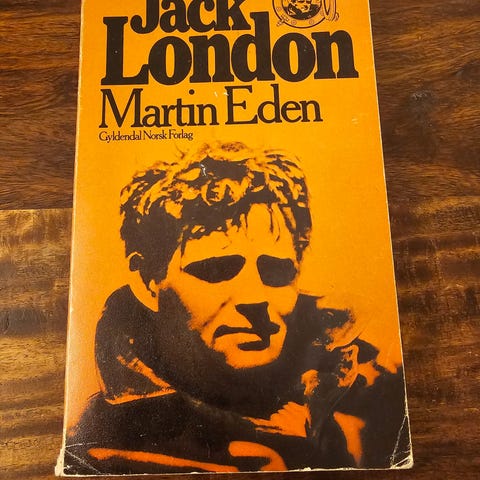 Jack
London
Martin Eden
Gyldendal Norsk Forlag